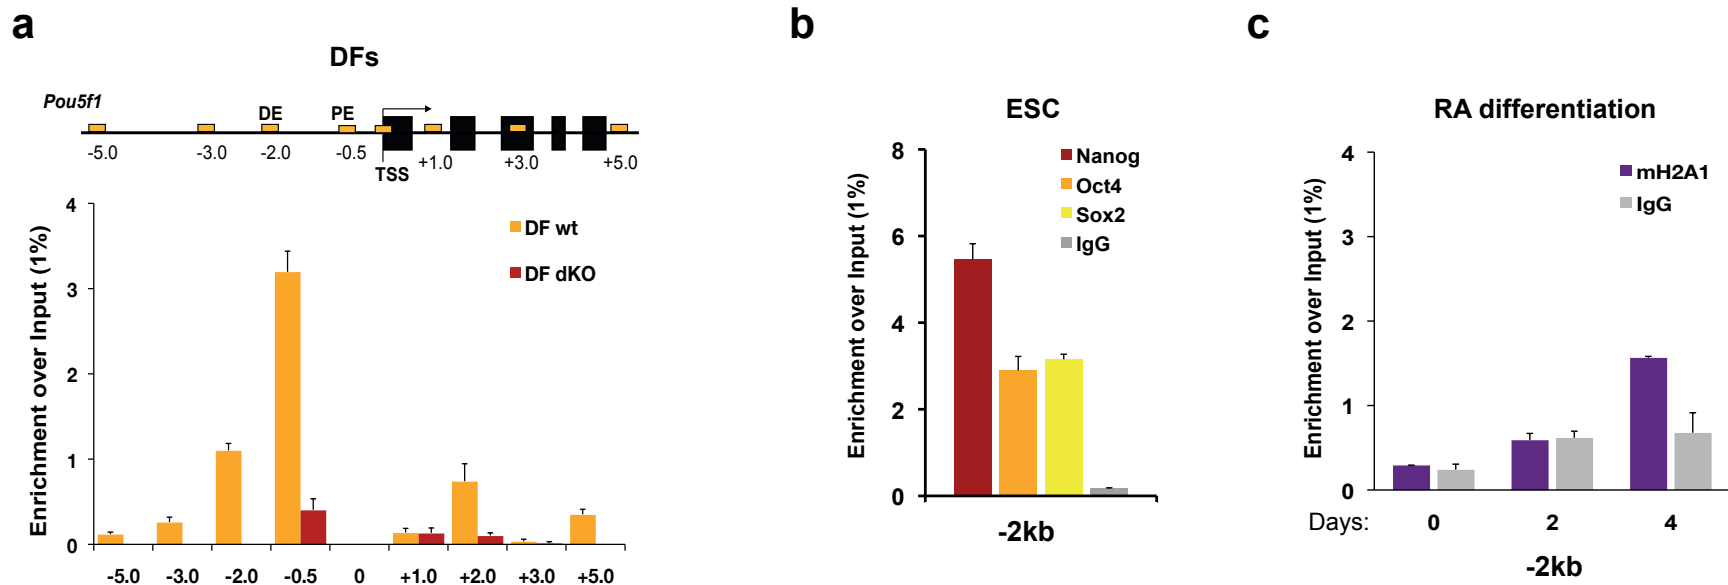 a
DFs
Pou5f1
DE PE
-5.0 -3.0 -2.0 -0.5 +1.0 +3.0 +5.0
TSS
Enrichment over Input (1%)
4
3
2
1
0
DF wt
DF dKO
-5.0 -3.0 -2.0 -0.5 0 +1.0 +2.0 +3.0 +5.0
b
ESC
Enrichment over Input (1%)
8
6
4
2
0
Nanog
Oct4
Sox2
IgG
-2kb
c
RA differentiation
Enrichment over Input (1%)
4
3
2
1
0
mH2A1
IgG
Days: 0 2 4
-2kb